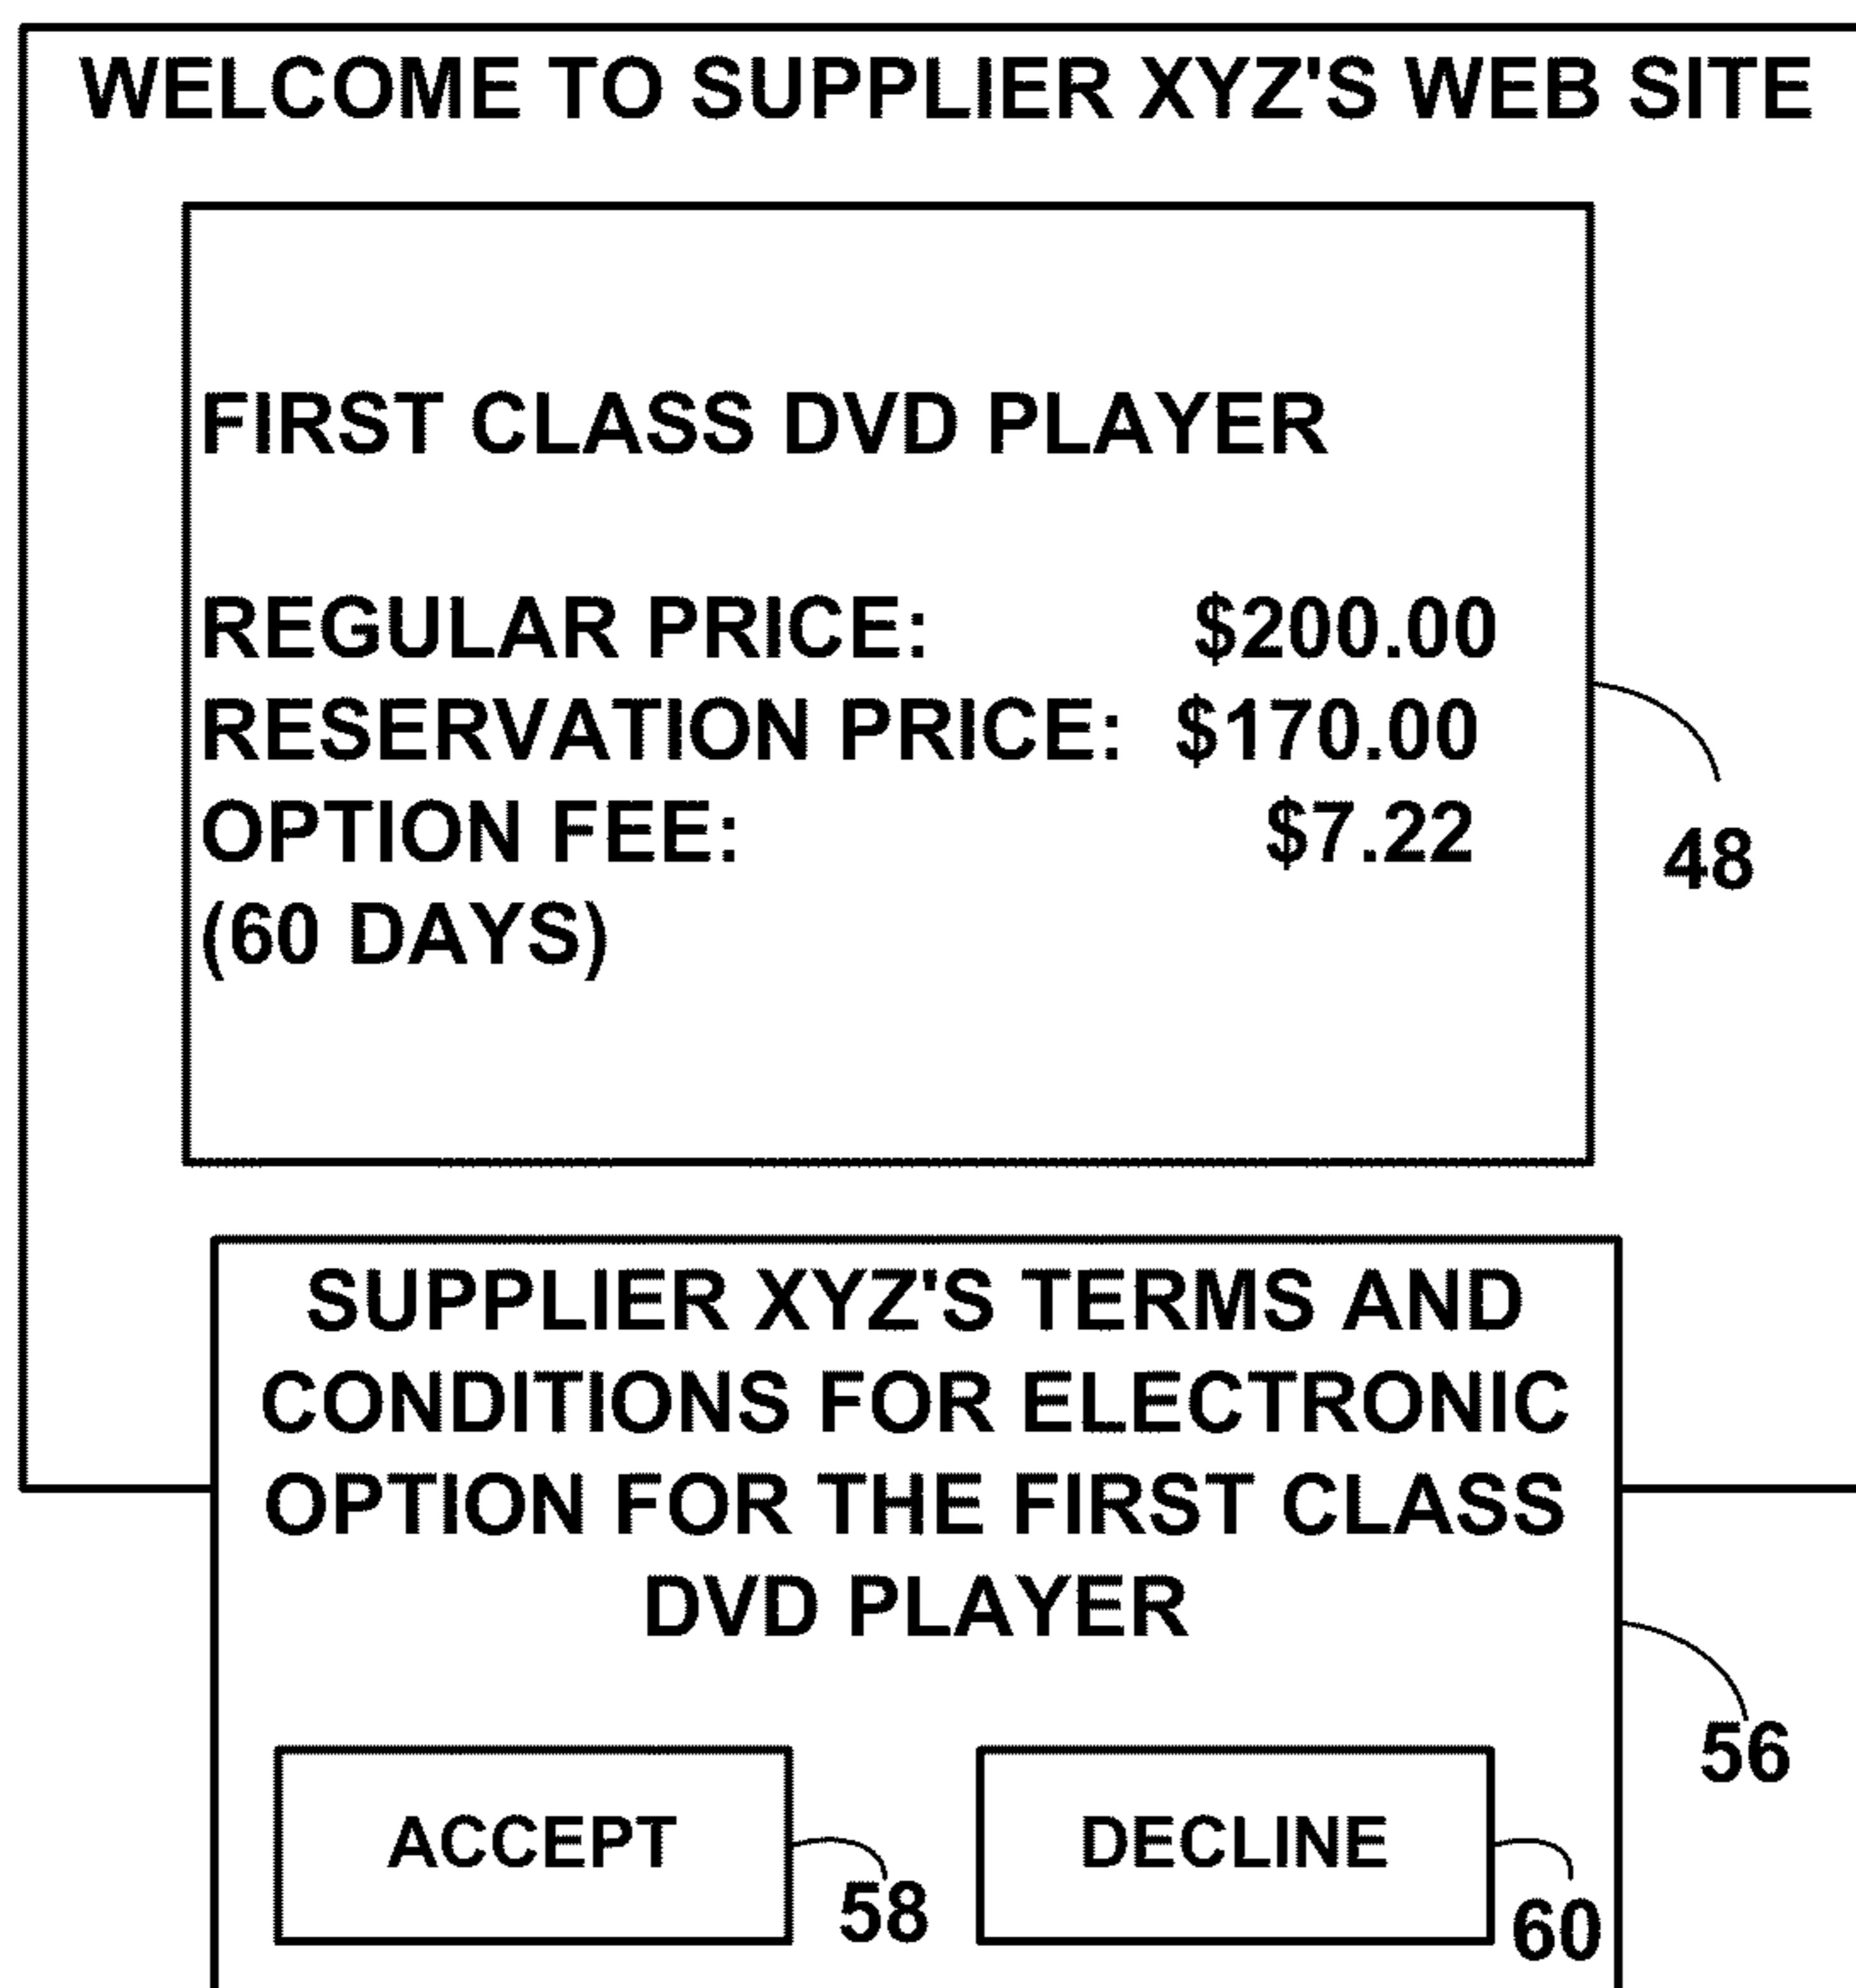 WELCOME TO SUPPLIER XYZ'S WEB SITE
FIRST CLASS DVD PLAYER
REGULAR PRICE: $200.00
RESERVATION PRICE: $170.00
OPTION FEE: $7.22
(60 DAYS)
48
SUPPLIER XYZ'S TERMS AND
CONDITIONS FOR ELECTRONIC
OPTION FOR THE FIRST CLASS
DVD PLAYER
56
ACCEPT
58
DECLINE
60